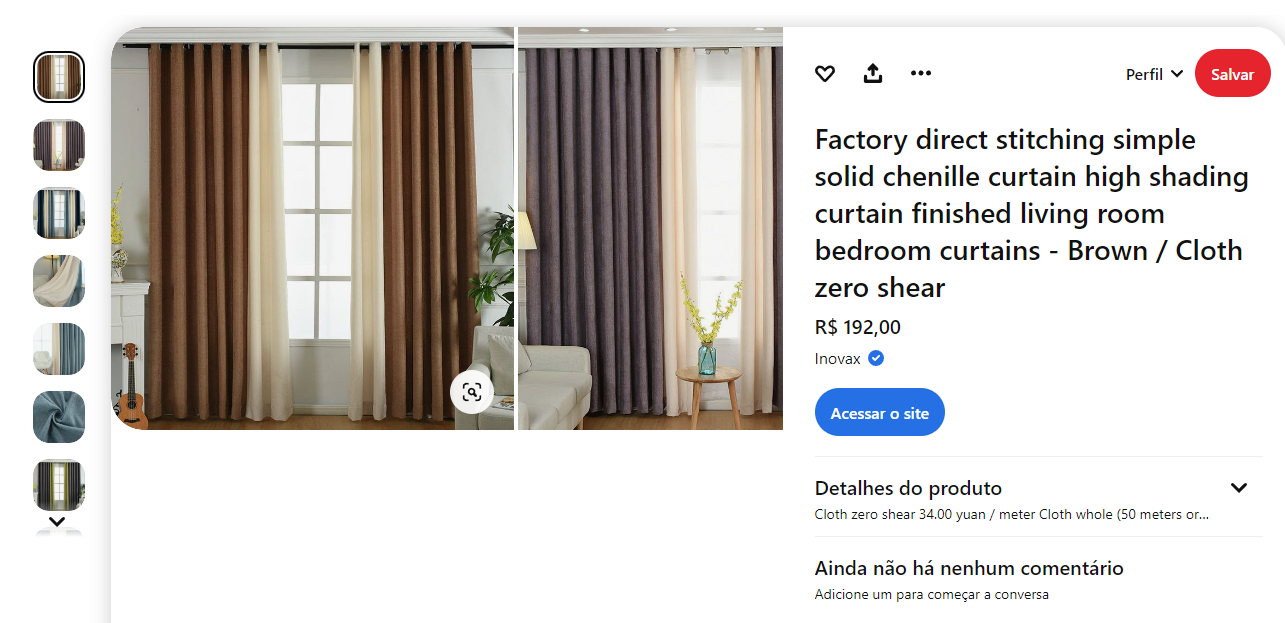 Perfil
Salvar
Factory direct stitching simple
solid chenille curtain high shading
curtain finished living room
bedroom curtains - Brown / Cloth
zero shear
R$ 192,00
Inovax
Acessar o site
Detalhes do produto
Cloth zero shear 34.00 yuan / meter Cloth whole (50 meters or...
Ainda não há nenhum comentário
Adicione um para começar a conversa